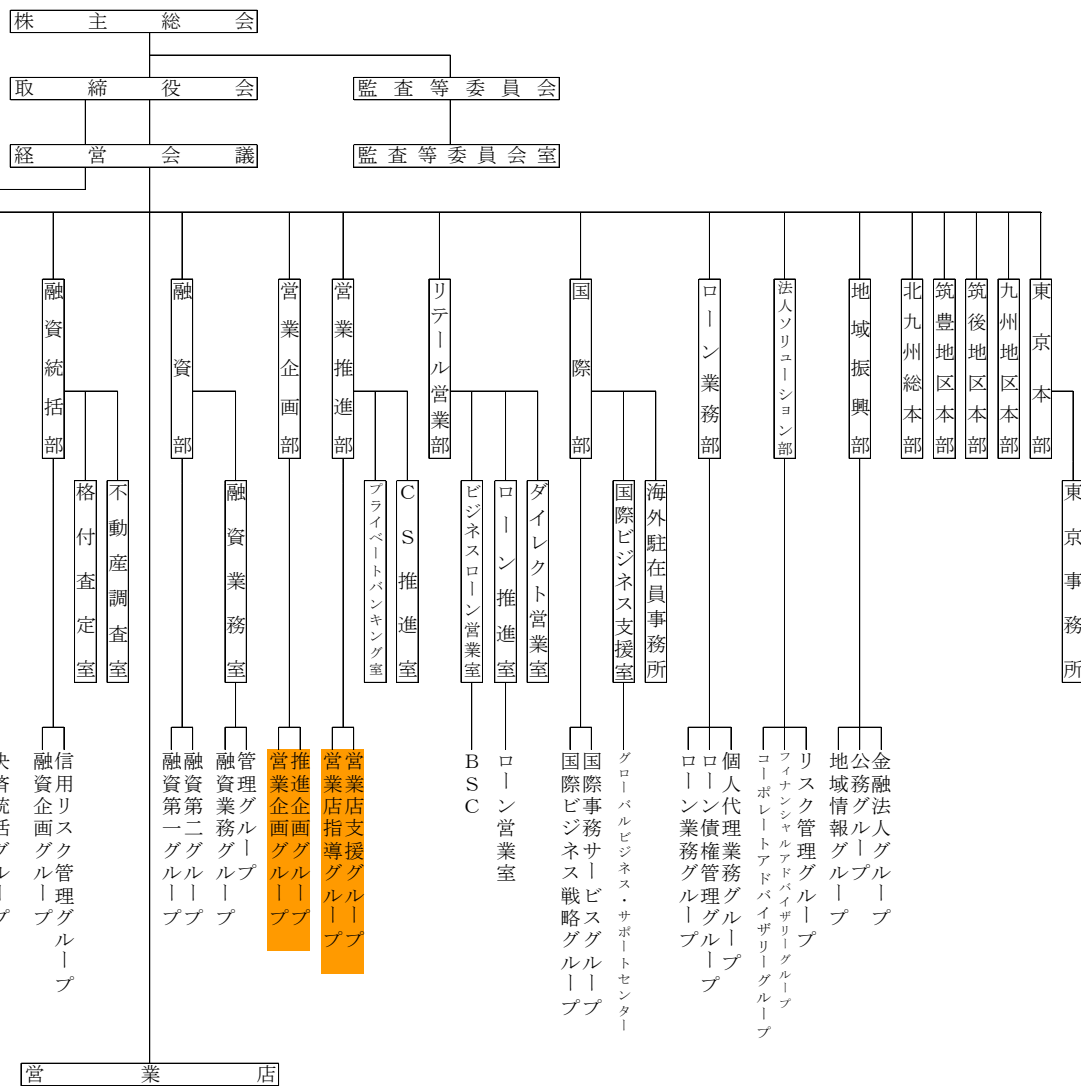 株主総会
取締役会
監査等委員会
経営会議
監査等委員会室
融資統括部
融資部
営業企画部
営業推進部
リテール営業部
国際部
ローン業務部
法人ソリューション部
地域振興部
北九州総本部
筑豊地区本部
筑後地区本部
九州地区本部
東京本部
格付査定室
不動産調査室
融資業務室
プライベートバンキング室
CS推進室
ビジネスローン営業室
ローン推進室
ダイレクト営業室
国際ビジネス支援室
海外駐在員事務所
東京事務所
済統括グループ
融資企画グループ
信用リスク管理グループ
融資第一グループ
融資第二グループ
融資業務グループ
管理グループ
営業企画グループ
推進企画グループ
営業店指導グループ
営業店支援グループ
BSC
ローン営業室
国際ビジネス戦略グループ
国際事務サービスグループ
グローバルビジネス・サポートセンター
ローン業務グループ
ローン債権管理グループ
個人代理業務グループ
コーポレートアドバイザリーグループ
フィナンシャルアドバイザリーグループ
リスク管理グループ
地域情報グループ
公務グループ
金融法人グループ
営業店